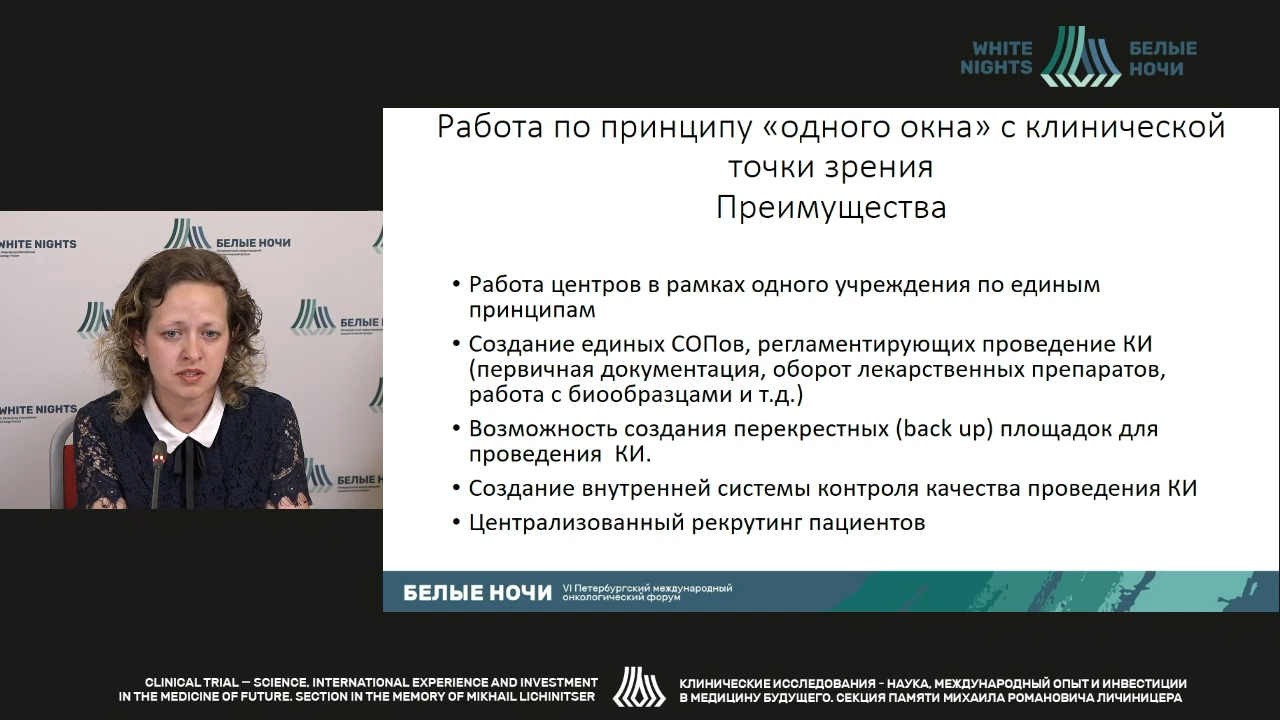 WHITE
NIGHTS
БЕЛЫЕ
НОЧИ
Работа по принципу «одного окна» с клинической
точки зрения
Преимущества
• Работа центров в рамках одного учреждения по единым
принципам
• Создание единых СОПов, регламентирующих проведение КИ
(первичная документация, оборот лекарственных препаратов,
работа с биообразцами и т.д.)
• Возможность создания перекрестных (back up) площадок для
проведения КИ.
• Создание внутренней системы контроля качества проведения КИ
• Централизованный рекрутинг пациентов
БЕЛЫЕ НОЧИ
VI Петербургский международный
онкологический форум
WHITE NIGHTS
БЕЛЫЕ НОЧИ
БЕЛЫЕ
WHITE NIGHTS
БЕЛЫЕ
CLINICAL TRIAL – SCIENCE, INTERNATIONAL EXPERIENCE AND INVESTMENT
IN THE MEDICINE OF FUTURE. SECTION IN THE MEMORY OF MIKHAIL LICHINITSER
КЛИНИЧЕСКИЕ ИССЛЕДОВАНИЯ - НАУКА, МЕЖДУНАРОДНЫЙ ОПЫТ И ИНВЕСТИЦИИ
В МЕДИЦИНУ БУДУЩЕГО. СЕКЦИЯ ПАМЯТИ МИХАИЛА РОМАНОВИЧА ЛИЧИНИЦЕРА